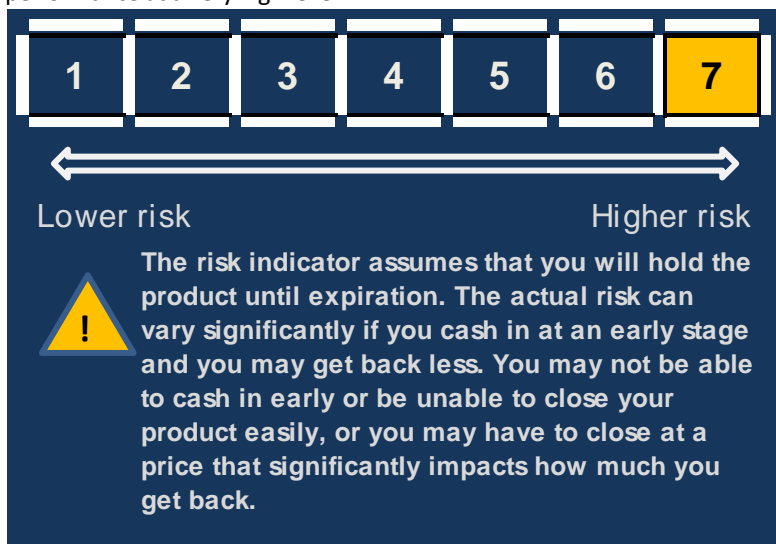 1 2 3 4 5 6 7
Lower risk Higher risk
The risk indicator assumes that you will hold the
product until expiration. The actual risk can
! vary significantly if you cash in at an early stage
and you may get back less. You may not be able
to cash in early or be unable to close your
product easily, or you may have to close at a
price that significantly impacts how much you
get back.